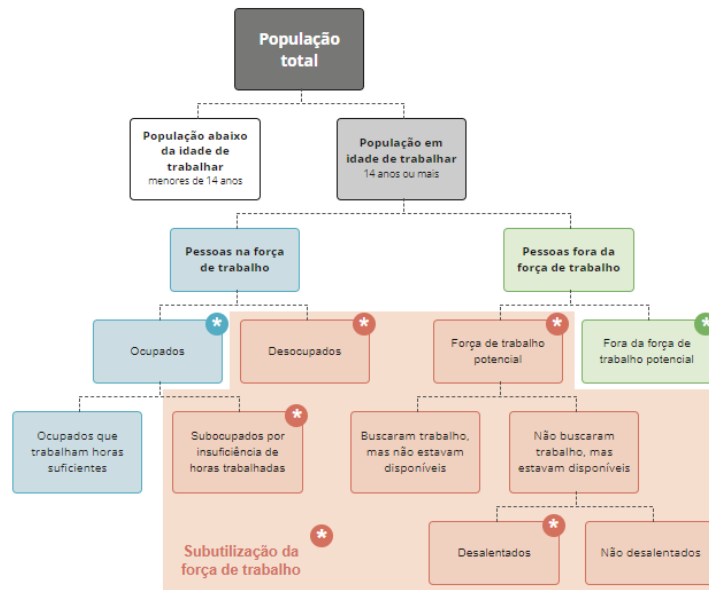 População
total
População abaixo
da idade de
trabalhar
menores de 14 anos
População em
idade de trabalhar
14 anos ou mais
Pessoas na força
de trabalho
Pessoas fora da
força de trabalho
*
*
*
*
Ocupados
Desocupados
Força de trabalho
potencial
Fora da força de
trabalho potencial
Ocupados que
trabalham horas
suficientes
*
Subocupados por
insuficiência de
horas trabalhadas
Buscaram trabalho,
mas não estavam
disponíveis
Não buscaram
trabalho, mas
estavam disponíveis
Subutilização da
força de trabalho
*
*
Desalentados
Não desalentados